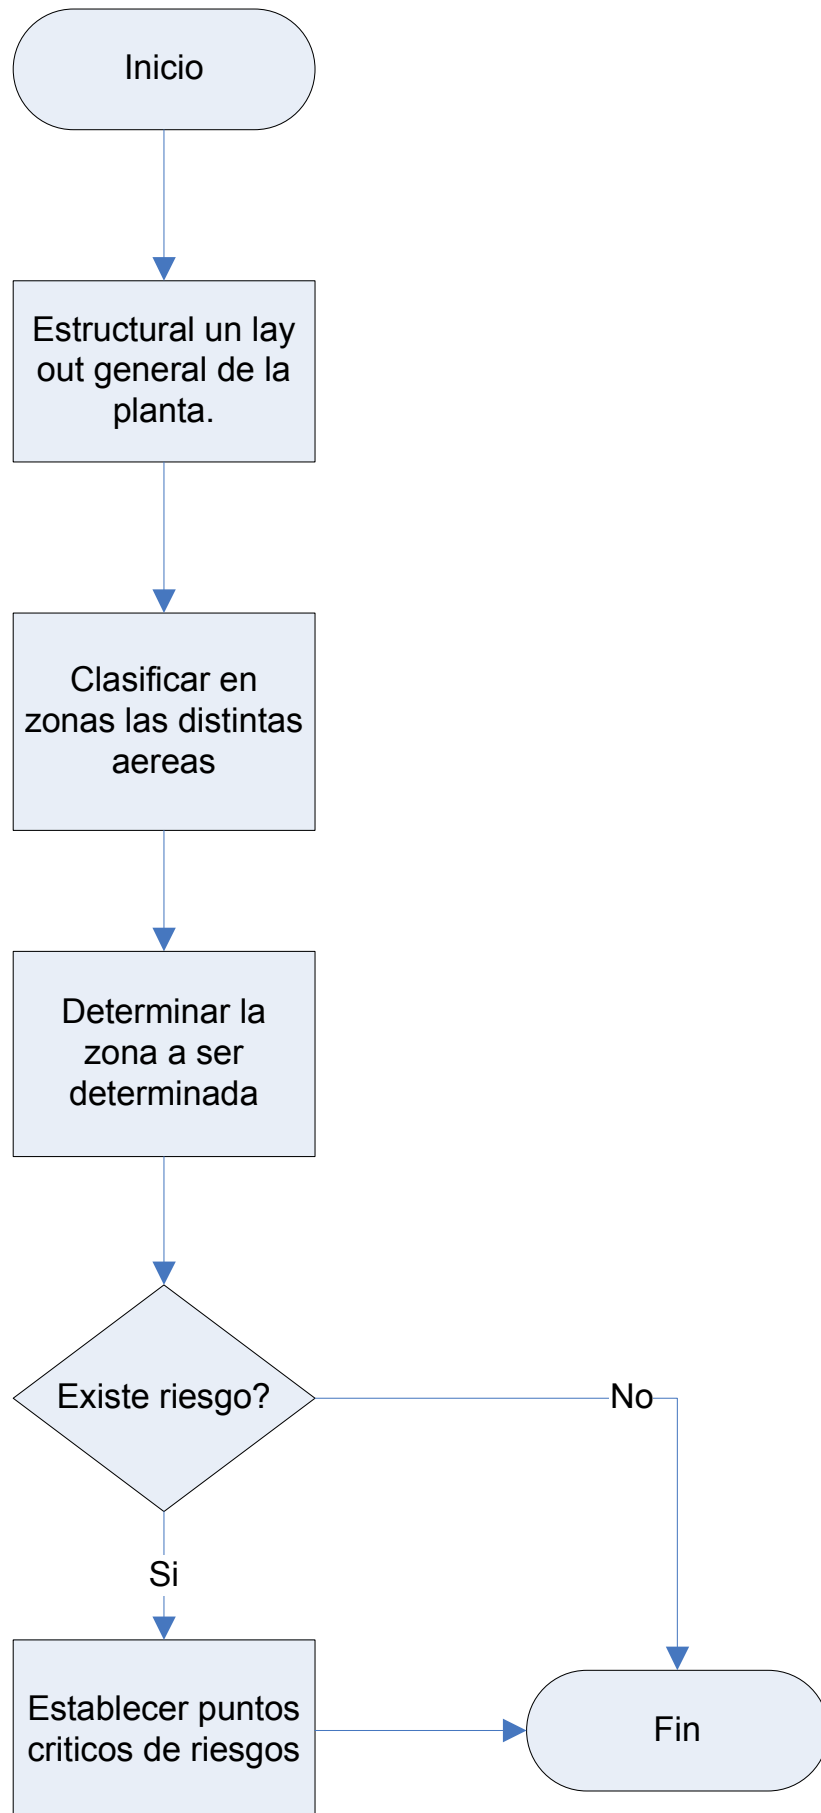 Inicio
Estructural un lay
out general de la
planta.
Clasificar en
zonas las distintas
aereas
Determinar la
zona a ser
determinada
Existe riesgo?
No
Si
Establecer puntos
criticos de riesgos
Fin